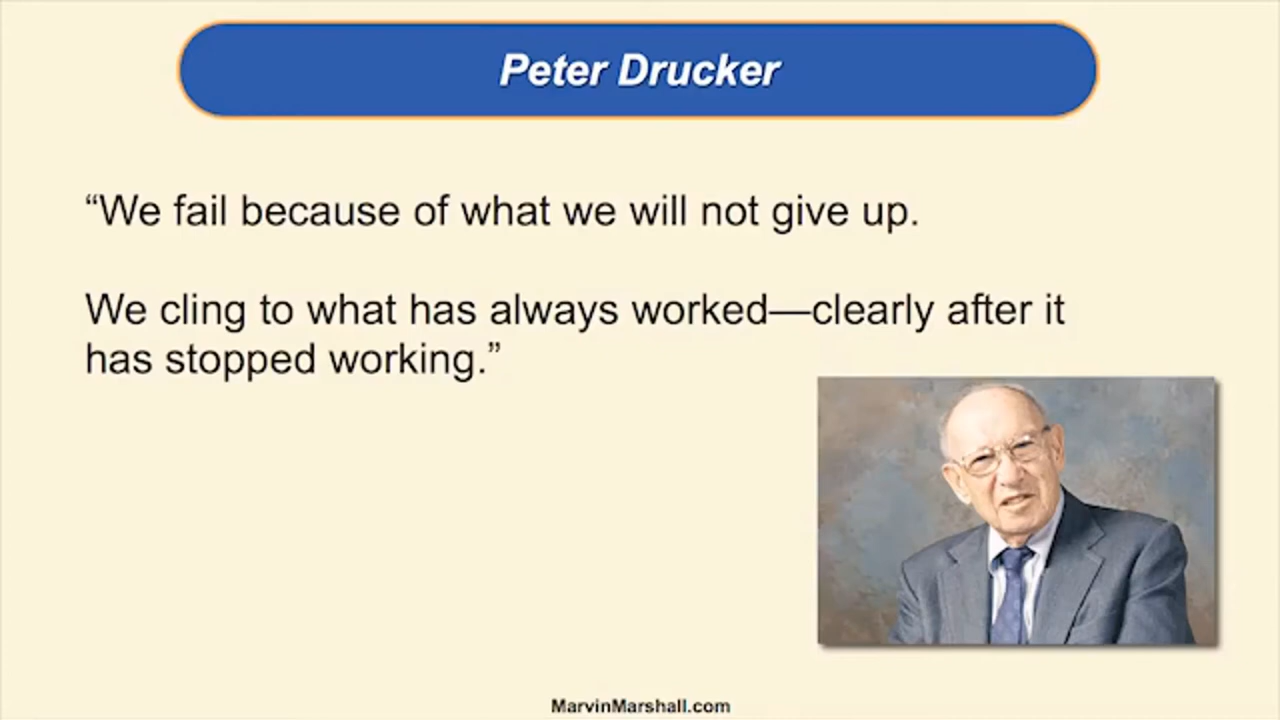 Peter Drucker
“We fail because of what we will not give up.
We cling to what has always worked—clearly after it
has stopped working.”
MarvinMarshall.com